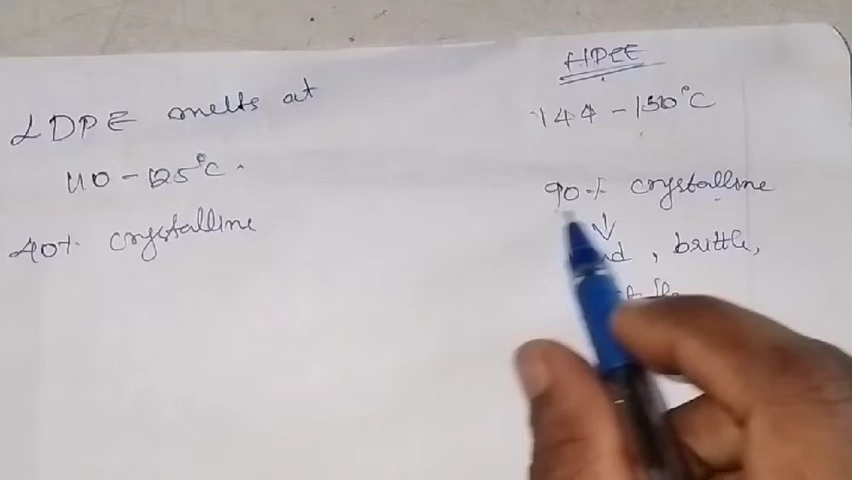 LDPE melts at
110 - 125°C.
40% crystalline
HDPE
144 - 150°C
90% crystalline
, brittle,